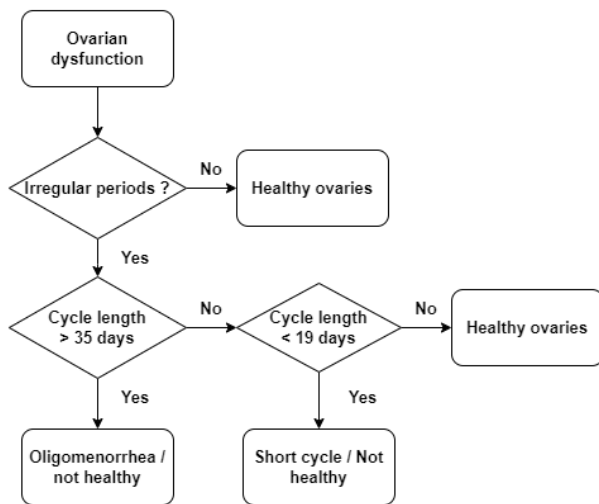 Ovarian
dysfunction
Irregular periods ?
No
Healthy ovaries
Yes
Cycle length
> 35 days
No
Cycle length
< 19 days
No
Healthy ovaries
Yes
Yes
Oligomenorrhea /
not healthy
Short cycle / Not
healthy